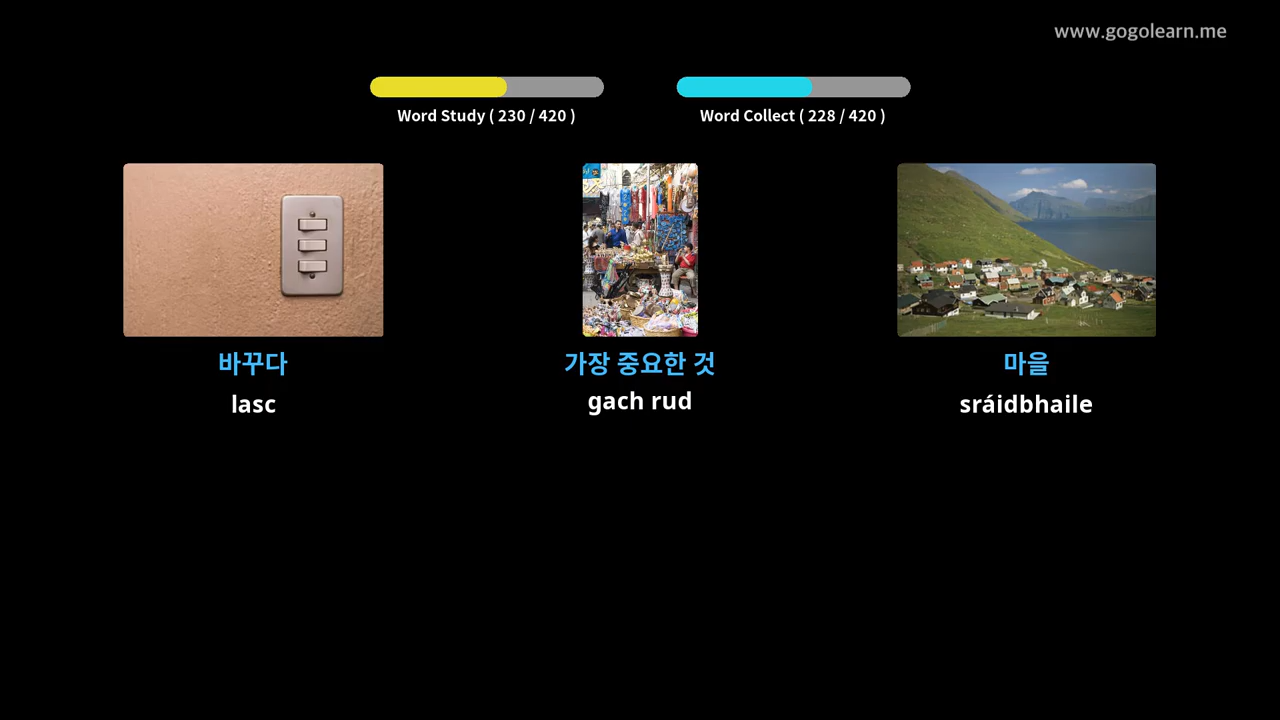 www.gogolearn.me
Word Study ( 230 / 420 )
Word Collect ( 228 / 420 )
바꾸다
가장 중요한 것
마을
lasc
gach rud
sráidbhaile